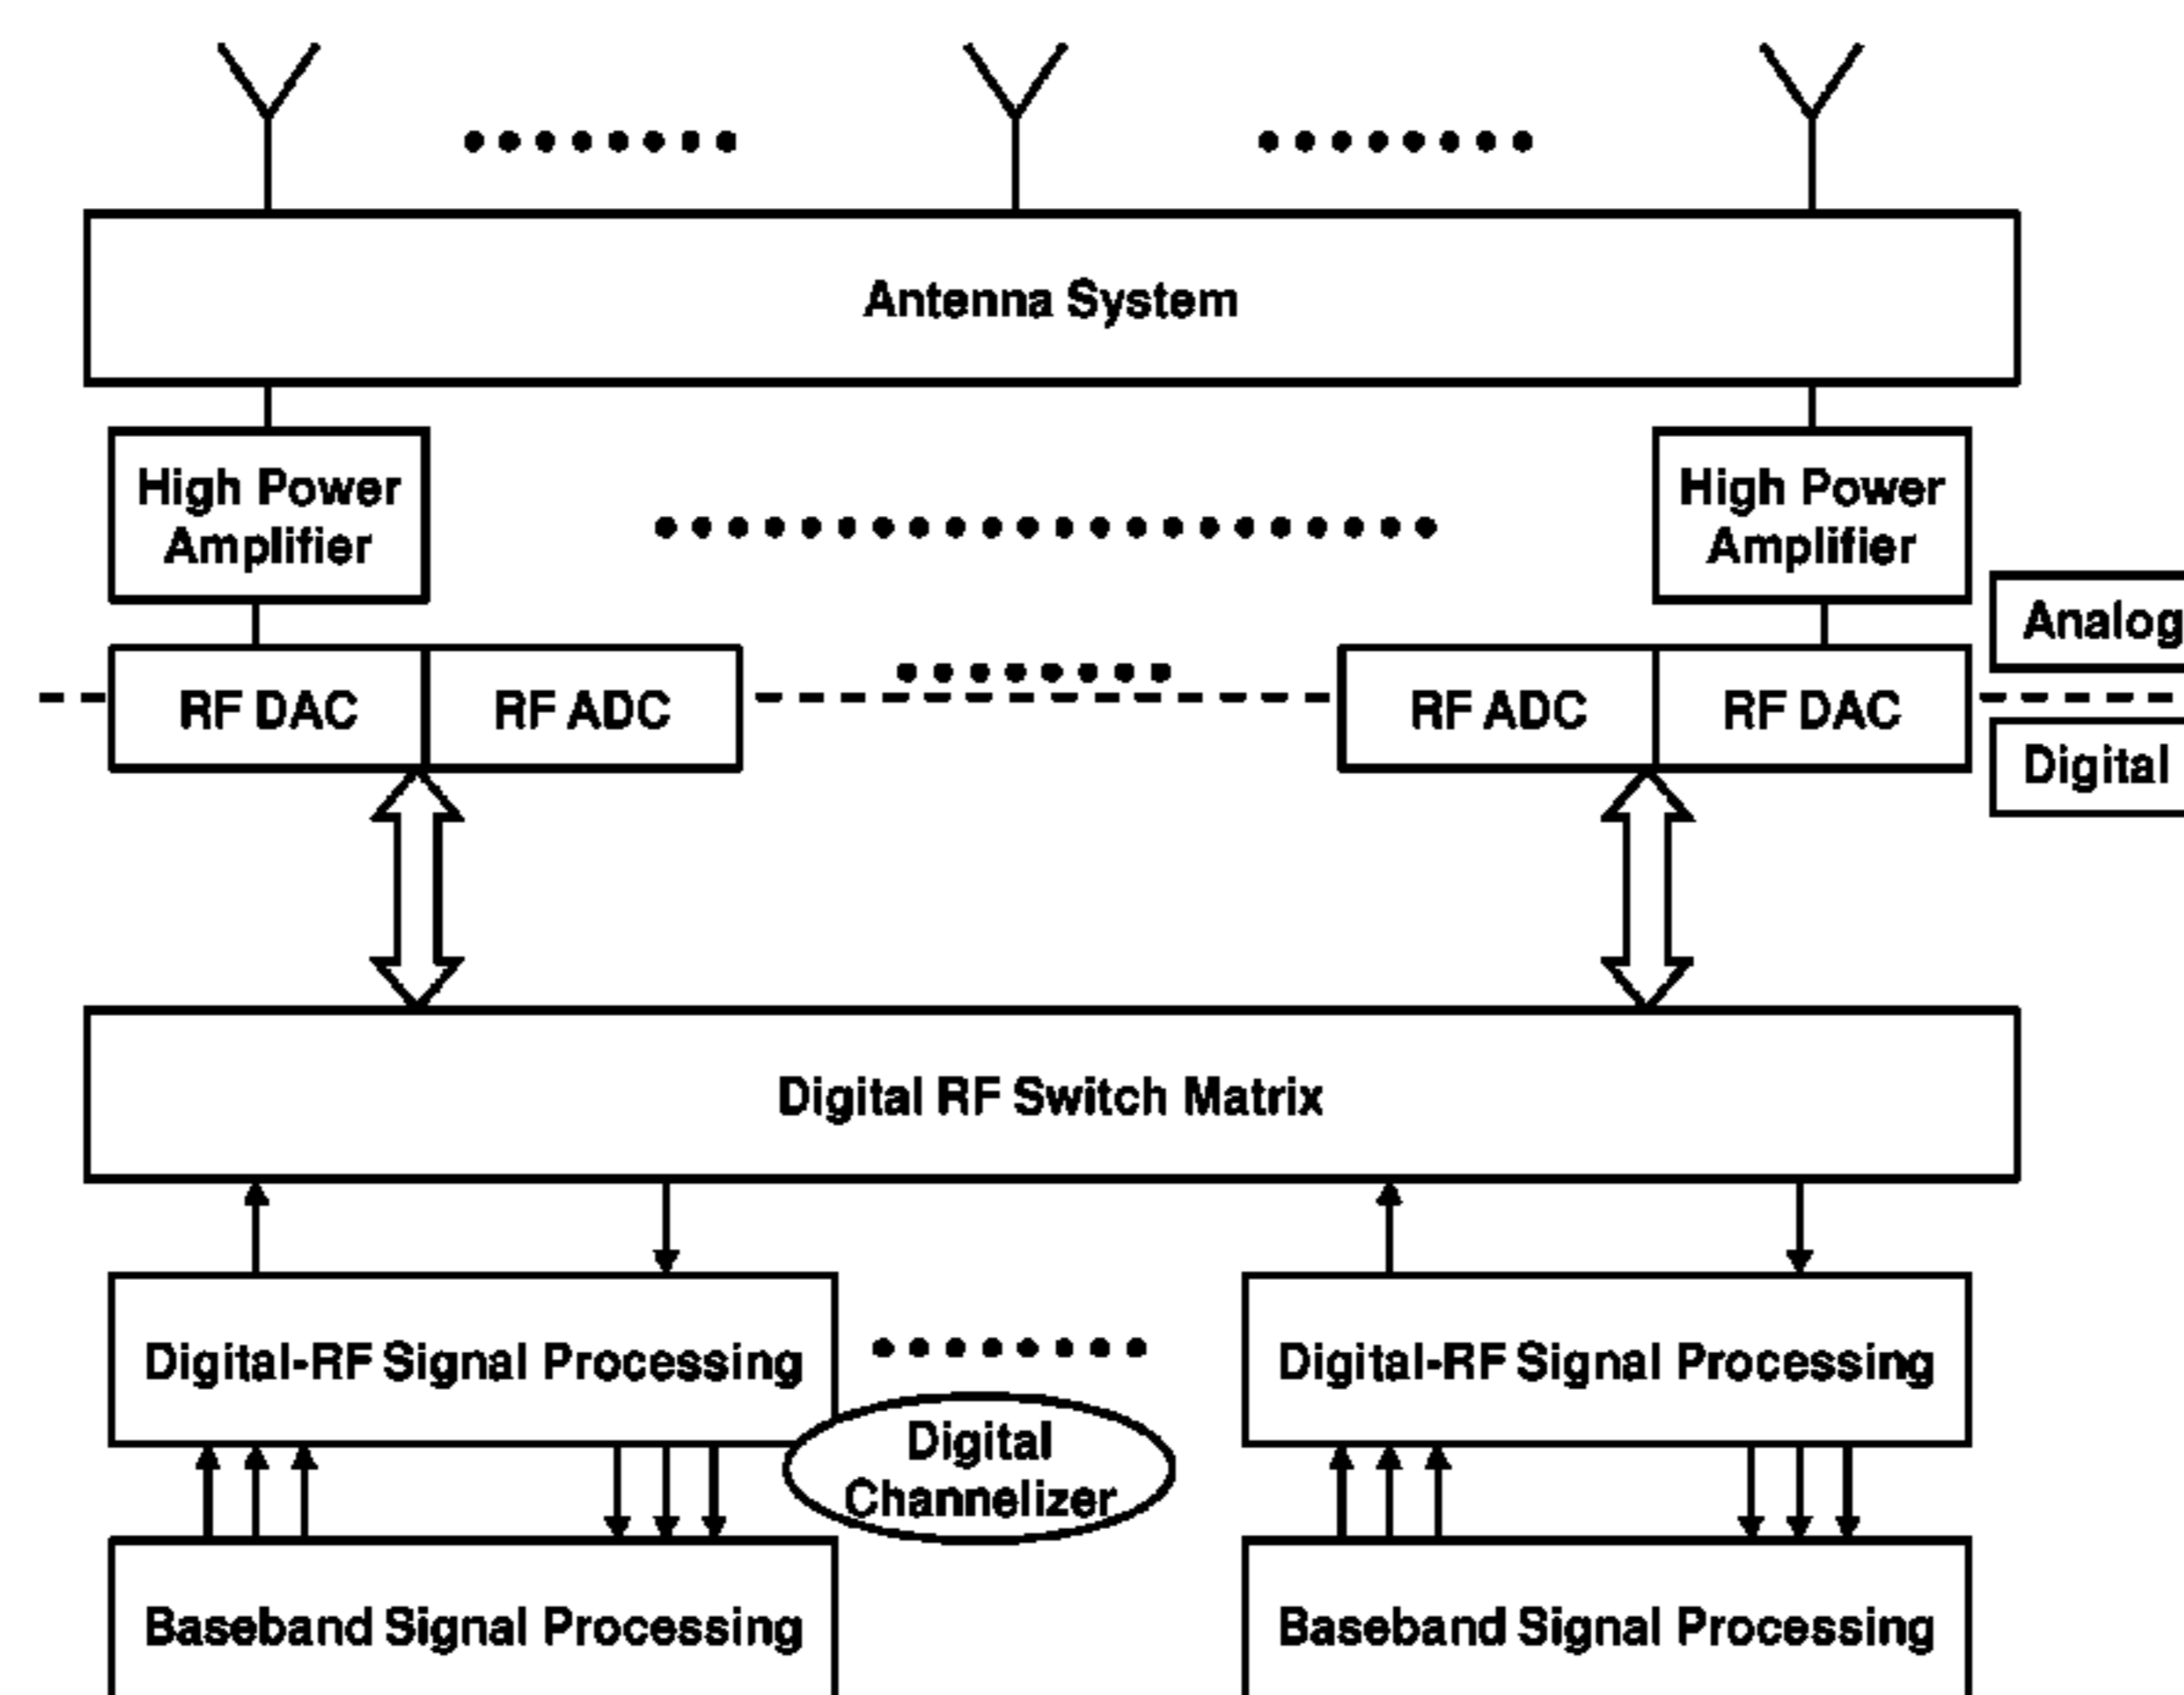 Antenna System
High Power
Amplifier
High Power
Amplifier
Analog
RF DAC
RF ADC
RF ADC
RF DAC
Digital
Digital RF Switch Matrix
Digital-RF Signal Processing
Digital-RF Signal Processing
Digital
Channelizer
Baseband Signal Processing
Baseband Signal Processing